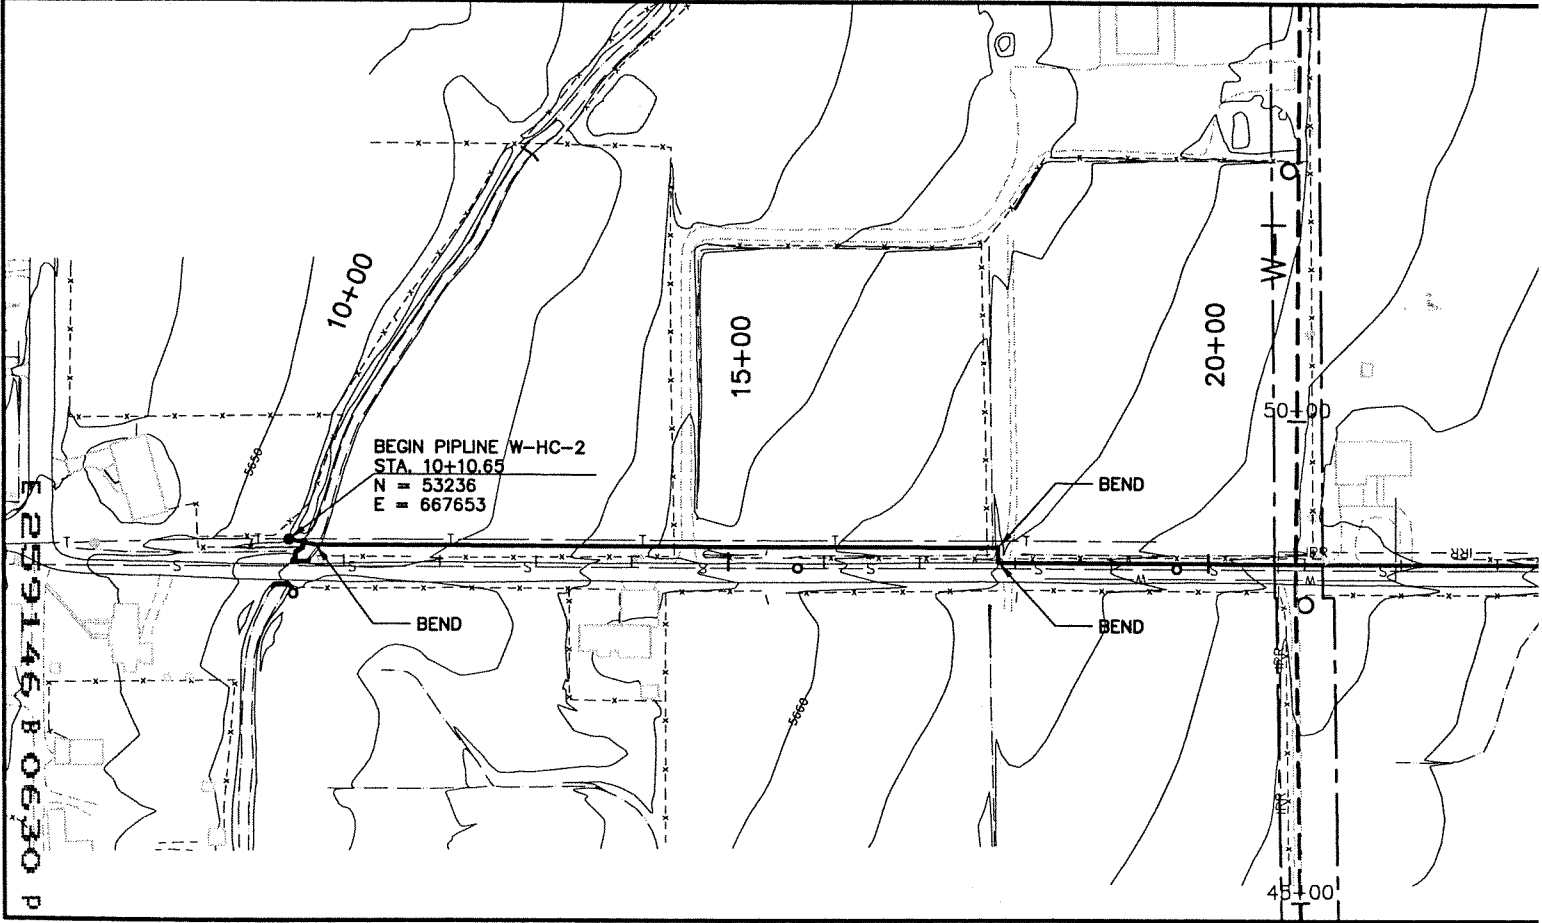 10+00
15+00
20+00
W
50+00
5650
BEGIN PIPLINE W-HC-2
STA. 10+10.65
N = 53236
E = 667653
BEND
BEND
BEND
T T T T T T T
IRR
S S S S S S S
W W
5660
45+00
E 2591465 B 0630 P